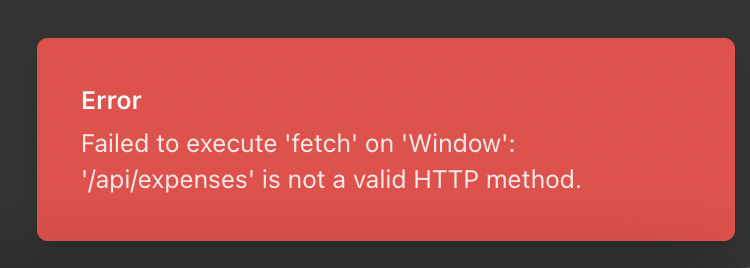 Error
Failed to execute 'fetch' on 'Window':
'/api/expenses' is not a valid HTTP method.